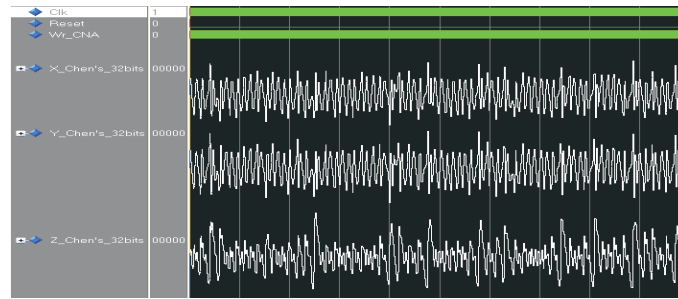 Clk 1
Reset 0
Wr_CNA 0
X_Chen's_32bits 00000
Y_Chen's_32bits 00000
Z_Chen's_32bits 00000